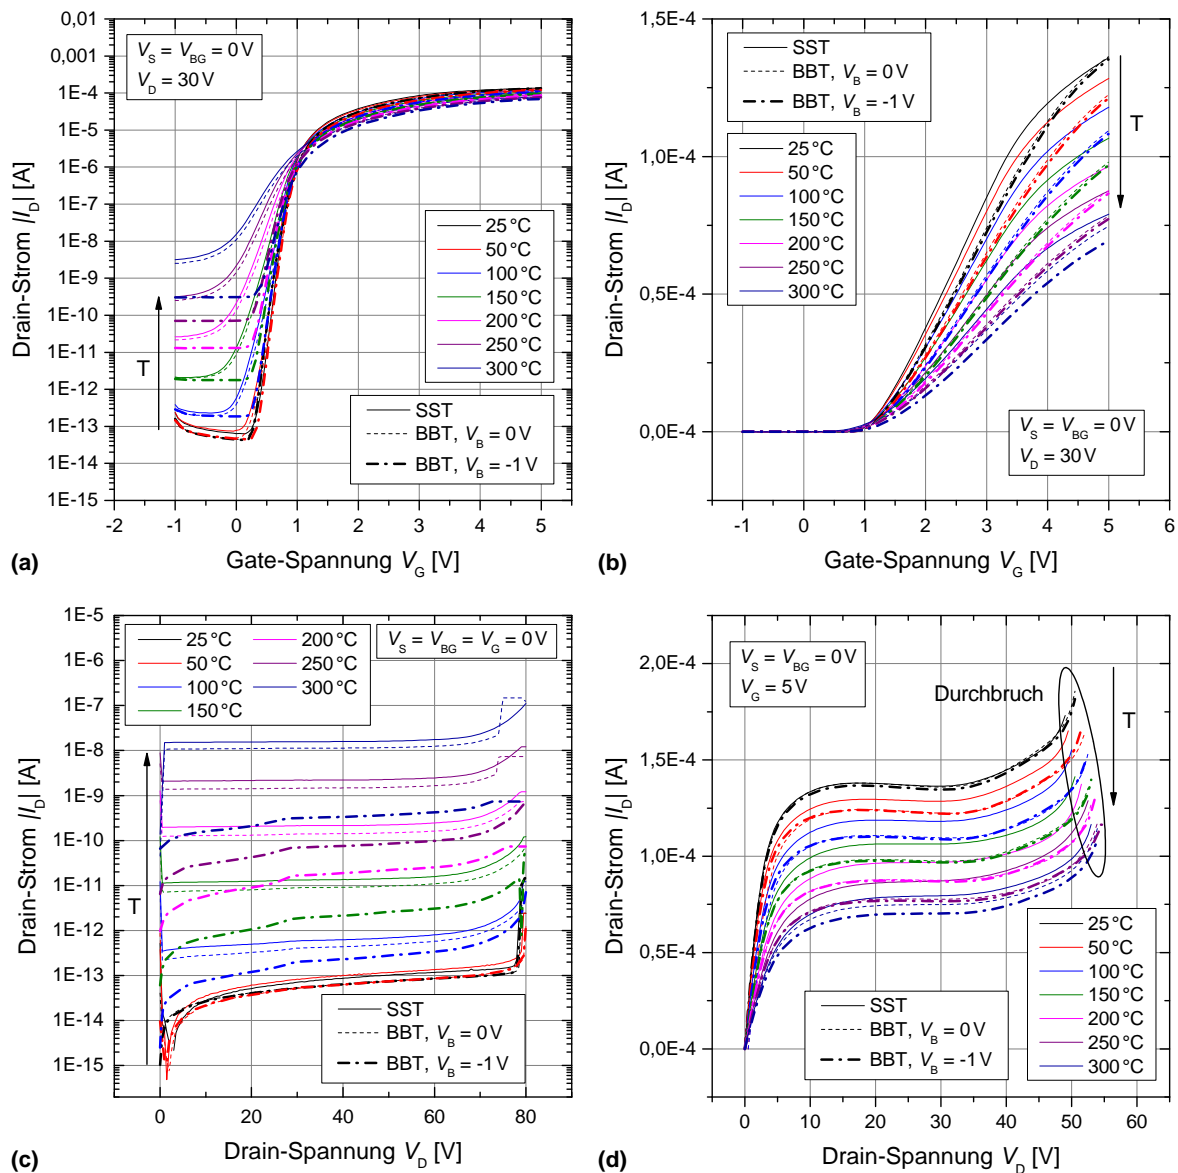 0,01
1E-3
1E-4
1E-5
1E-6
1E-7
1E-8
1E-9
1E-10
1E-11
1E-12
1E-13
1E-14
1E-15
Drain-Strom |I_D| [A]
V_S = V_BG = 0 V
V_D = 30 V
25 °C
50 °C
100 °C
150 °C
200 °C
250 °C
300 °C
T
SST
BBT, V_B = 0 V
BBT, V_B = -1 V
-2 -1 0 1 2 3 4 5
(a) Gate-Spannung V_G [V]
1,5E-4
1,0E-4
0,5E-4
0,0E-4
Drain-Strom |I_D| [A]
SST
BBT, V_B = 0 V
BBT, V_B = -1 V
T
25 °C
50 °C
100 °C
150 °C
200 °C
250 °C
300 °C
V_S = V_BG = 0 V
V_D = 30 V
-1 0 1 2 3 4 5 6
(b) Gate-Spannung V_G [V]
1E-5
1E-6
1E-7
1E-8
1E-9
1E-10
1E-11
1E-12
1E-13
1E-14
1E-15
Drain-Strom |I_D| [A]
25 °C 200 °C
50 °C 250 °C
100 °C 300 °C
150 °C
V_S = V_BG = V_G = 0 V
T
SST
BBT, V_B = 0 V
BBT, V_B = -1 V
0 20 40 60 80
(c) Drain-Spannung V_D [V]
2,0E-4
1,5E-4
1,0E-4
0,5E-4
0,0E-4
Drain-Strom |I_D| [A]
V_S = V_BG = 0 V
V_G = 5 V
Durchbruch
T
25 °C
50 °C
100 °C
150 °C
200 °C
250 °C
300 °C
SST
BBT, V_B = 0 V
BBT, V_B = -1 V
0 10 20 30 40 50 60
(d) Drain-Spannung V_D [V]